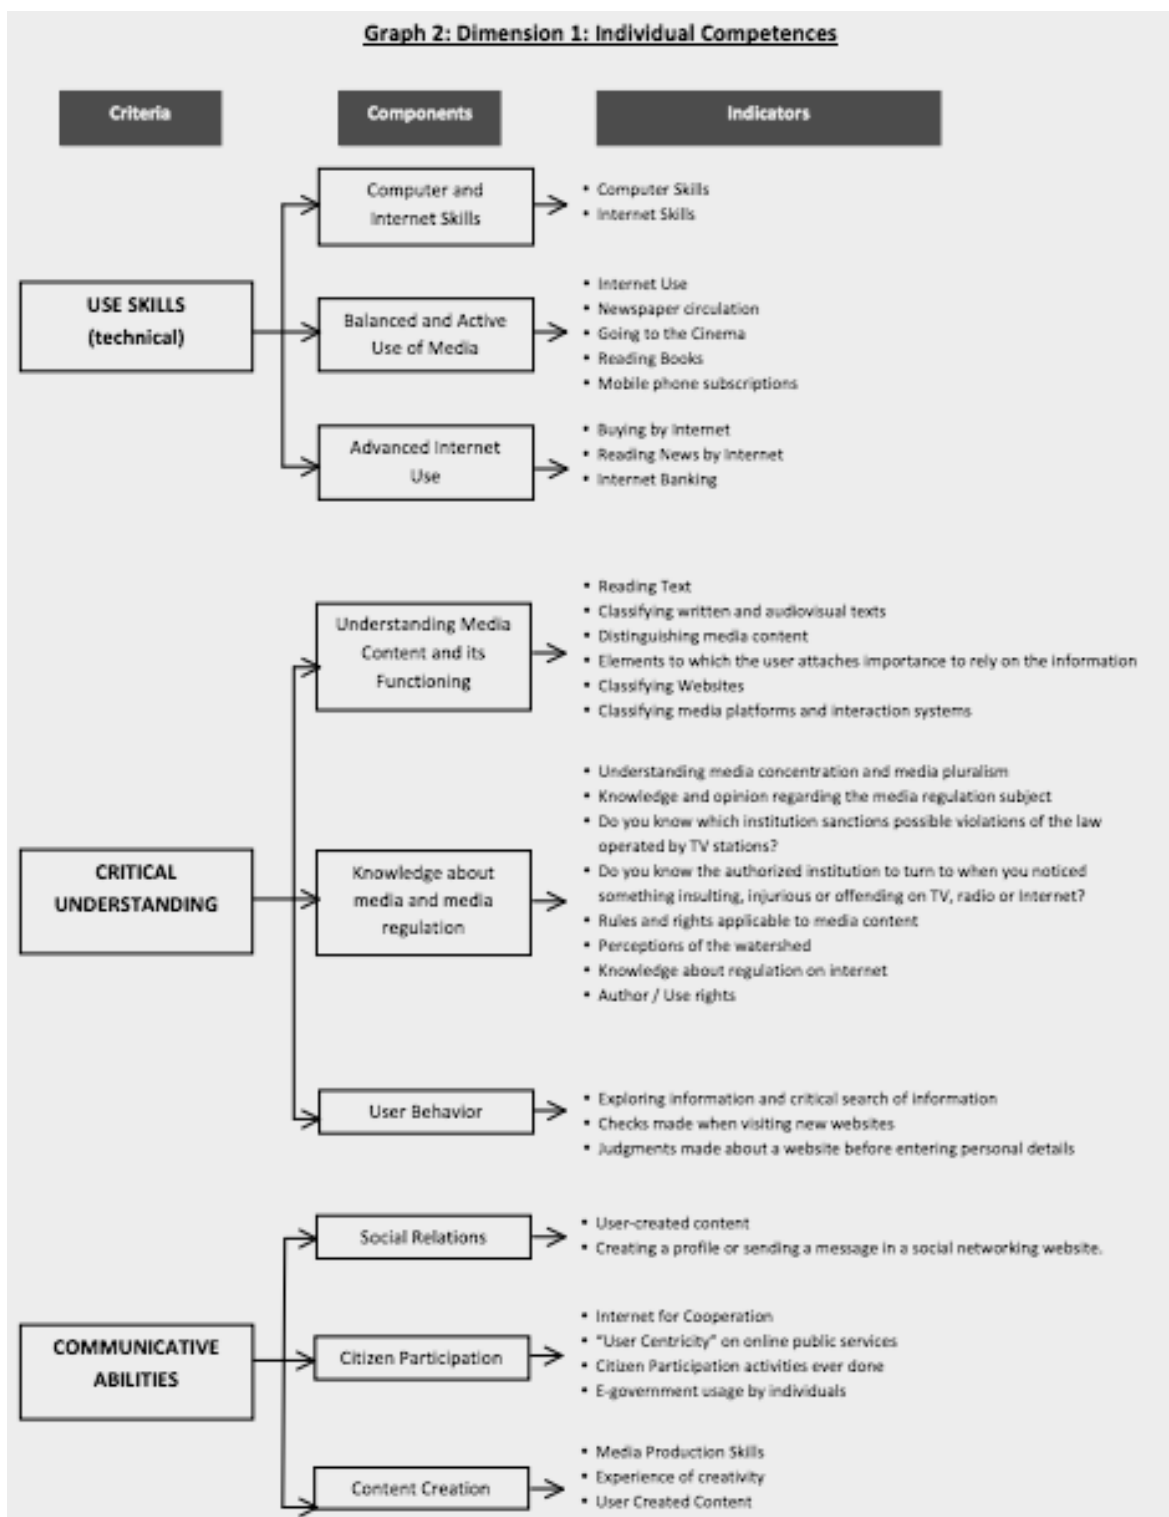 Graph 2: Dimension 1: Individual Competences
Criteria
Components
Indicators
USE SKILLS
(technical)
Computer and
Internet Skills
• Computer Skills
• Internet Skills
Balanced and Active
Use of Media
• Internet Use
• Newspaper circulation
• Going to the Cinema
• Reading Books
• Mobile phone subscriptions
Advanced Internet
Use
• Buying by Internet
• Reading News by Internet
• Internet Banking
CRITICAL
UNDERSTANDING
Understanding Media
Content and its
Functioning
• Reading Text
• Classifying written and audiovisual texts
• Distinguishing media content
• Elements to which the user attaches importance to rely on the information
• Classifying Websites
• Classifying media platforms and interaction systems
Knowledge about
media and media
regulation
• Understanding media concentration and media pluralism
• Knowledge and opinion regarding the media regulation subject
• Do you know which institution sanctions possible violations of the law
operated by TV stations?
• Do you know the authorized institution to turn to when you noticed
something insulting, injurious or offending on TV, radio or Internet?
• Rules and rights applicable to media content
• Perceptions of the watershed
• Knowledge about regulation on internet
• Author / Use rights
User Behavior
• Exploring information and critical search of information
• Checks made when visiting new websites
• Judgments made about a website before entering personal details
COMMUNICATIVE
ABILITIES
Social Relations
• User-created content
• Creating a profile or sending a message in a social networking website.
Citizen Participation
• Internet for Cooperation
• "User Centricity" on online public services
• Citizen Participation activities ever done
• E-government usage by individuals
Content Creation
• Media Production Skills
• Experience of creativity
• User Created Content